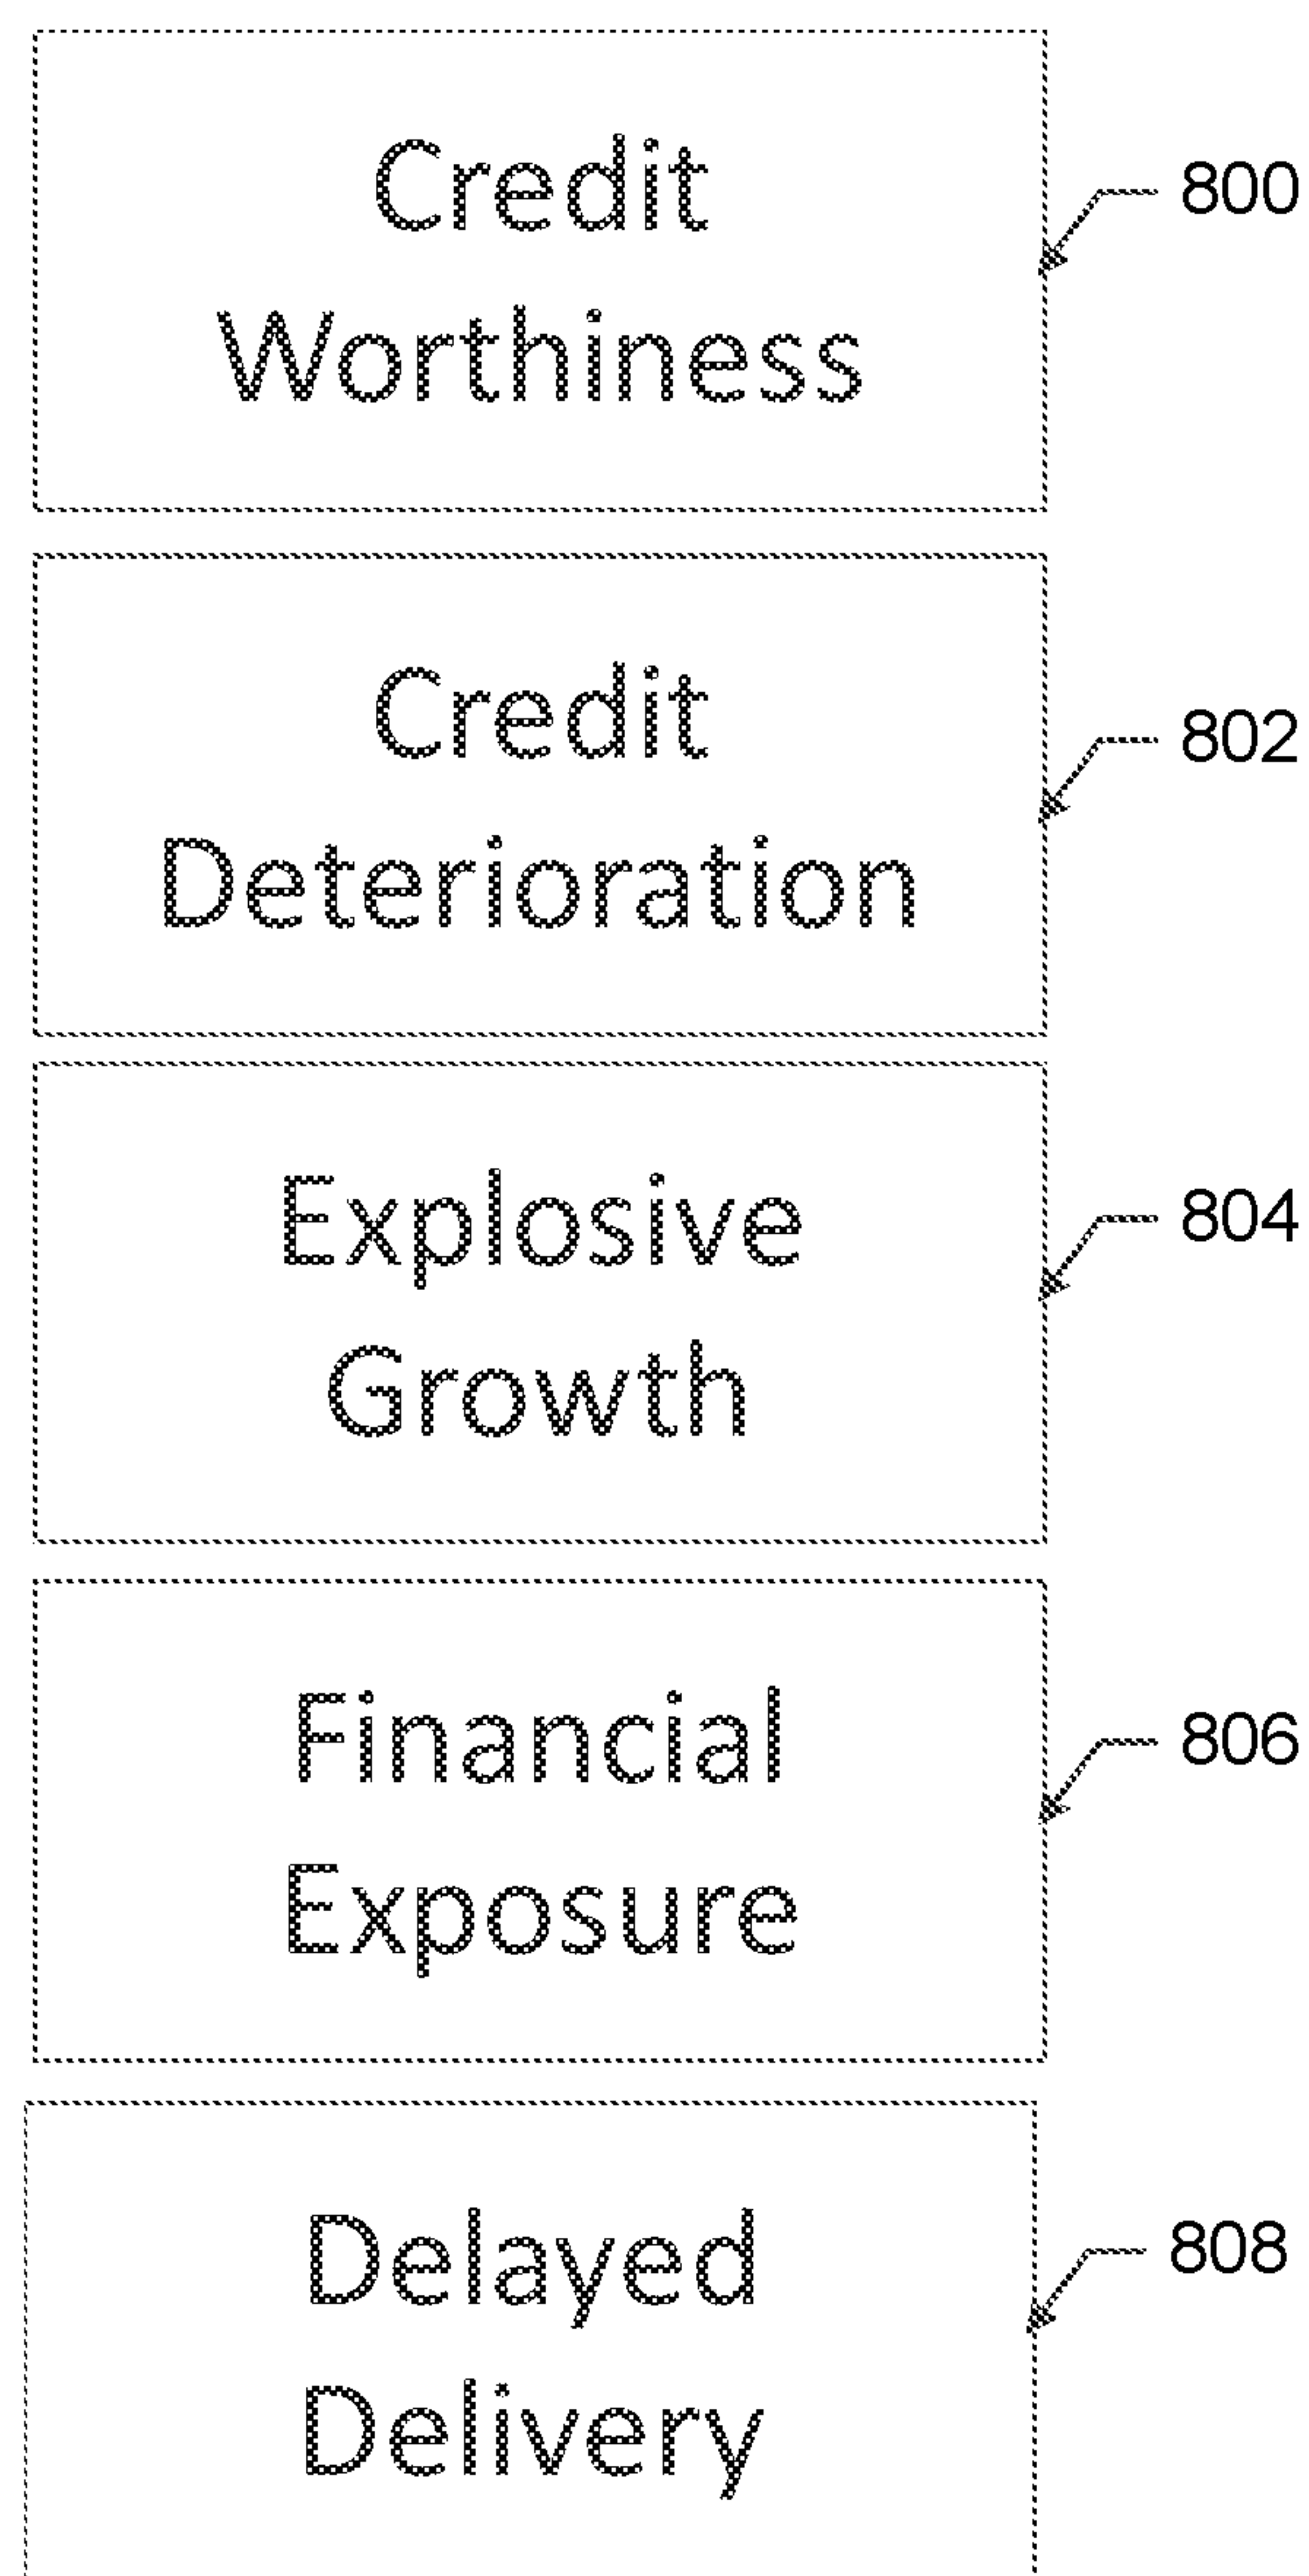 Credit
Worthiness
800
Credit
Deterioration
802
Explosive
Growth
804
Financial
Exposure
806
Delayed
Delivery
808